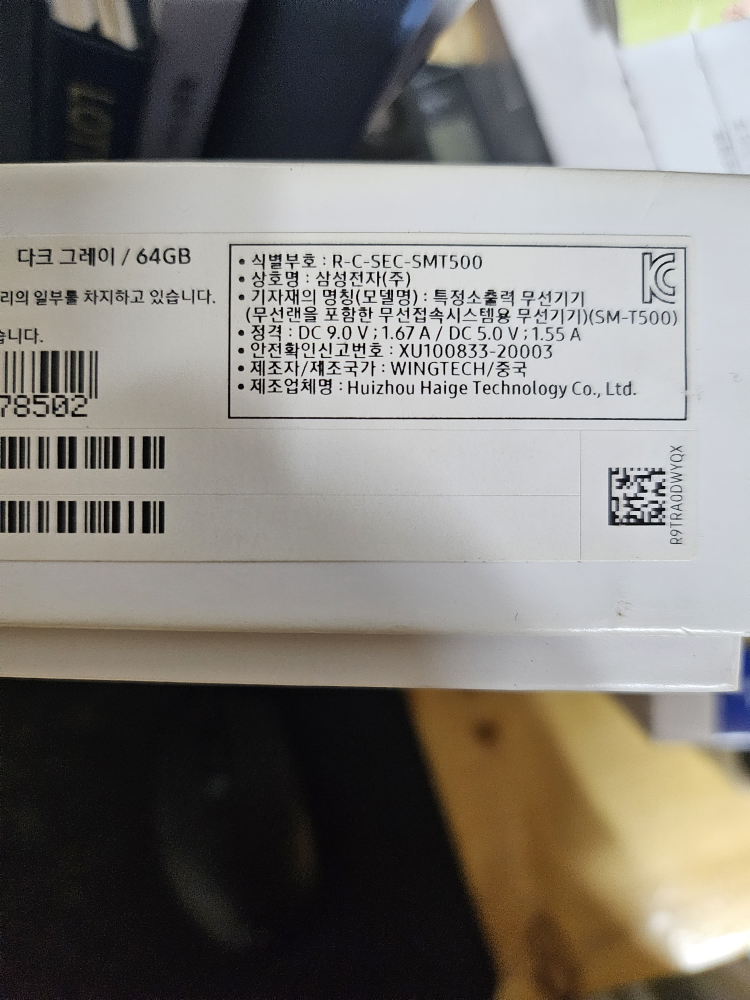 다크 그레이 / 64GB
리의 일부를 차지하고 있습니다.
습니다.
78502
• 식별부호 : R-C-SEC-SMT500
• 상호명 : 삼성전자(주)
• 기자재의 명칭(모델명) : 특정소출력 무선기기
(무선랜을 포함한 무선접속시스템용 무선기기)(SM-T500)
• 정격 : DC 9.0 V ; 1.67 A / DC 5.0 V ; 1.55 A
• 안전확인신고번호 : XU100833-20003
• 제조자/제조국가 : WINGTECH/중국
• 제조업체명 : Huizhou Haige Technology Co., Ltd.
R9TRA0DWYQX